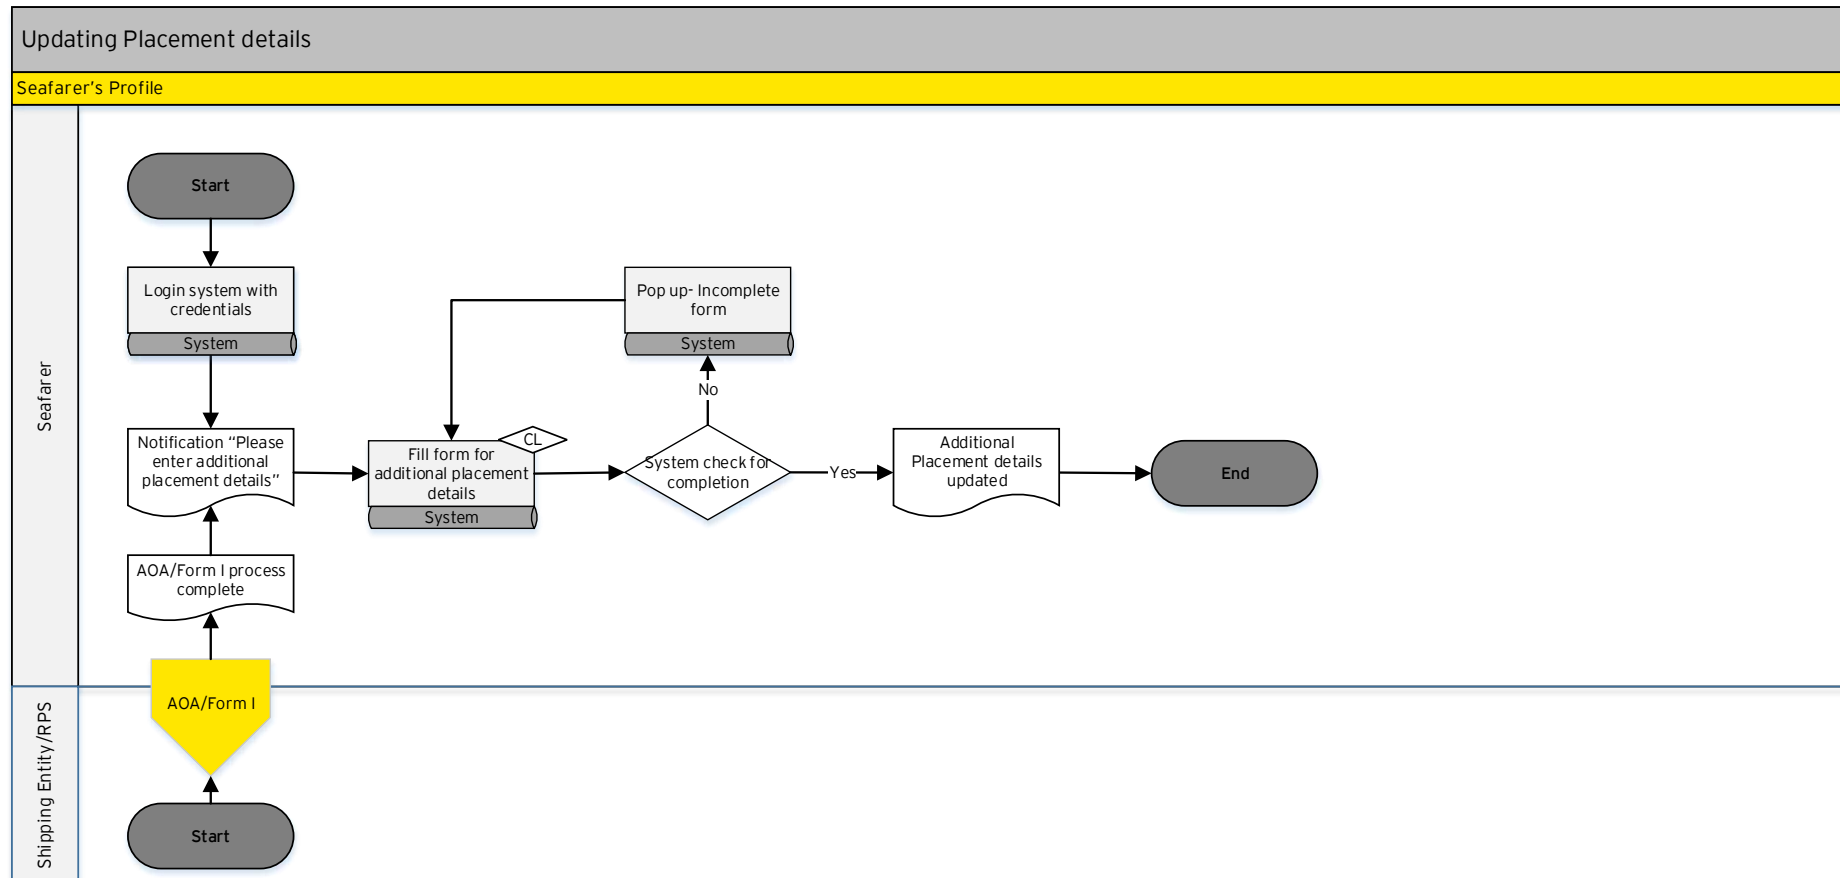 Updating Placement details
Seafarer's Profile
Seafarer
Start
Login system with
credentials
System
Pop up- Incomplete
form
System
No
Notification “Please
enter additional
placement details”
CL
Fill form for
additional placement
details
System
System check for
completion
Yes
Additional
Placement details
updated
End
AOA/Form I process
complete
Shipping Entity/RPS
AOA/Form I
Start